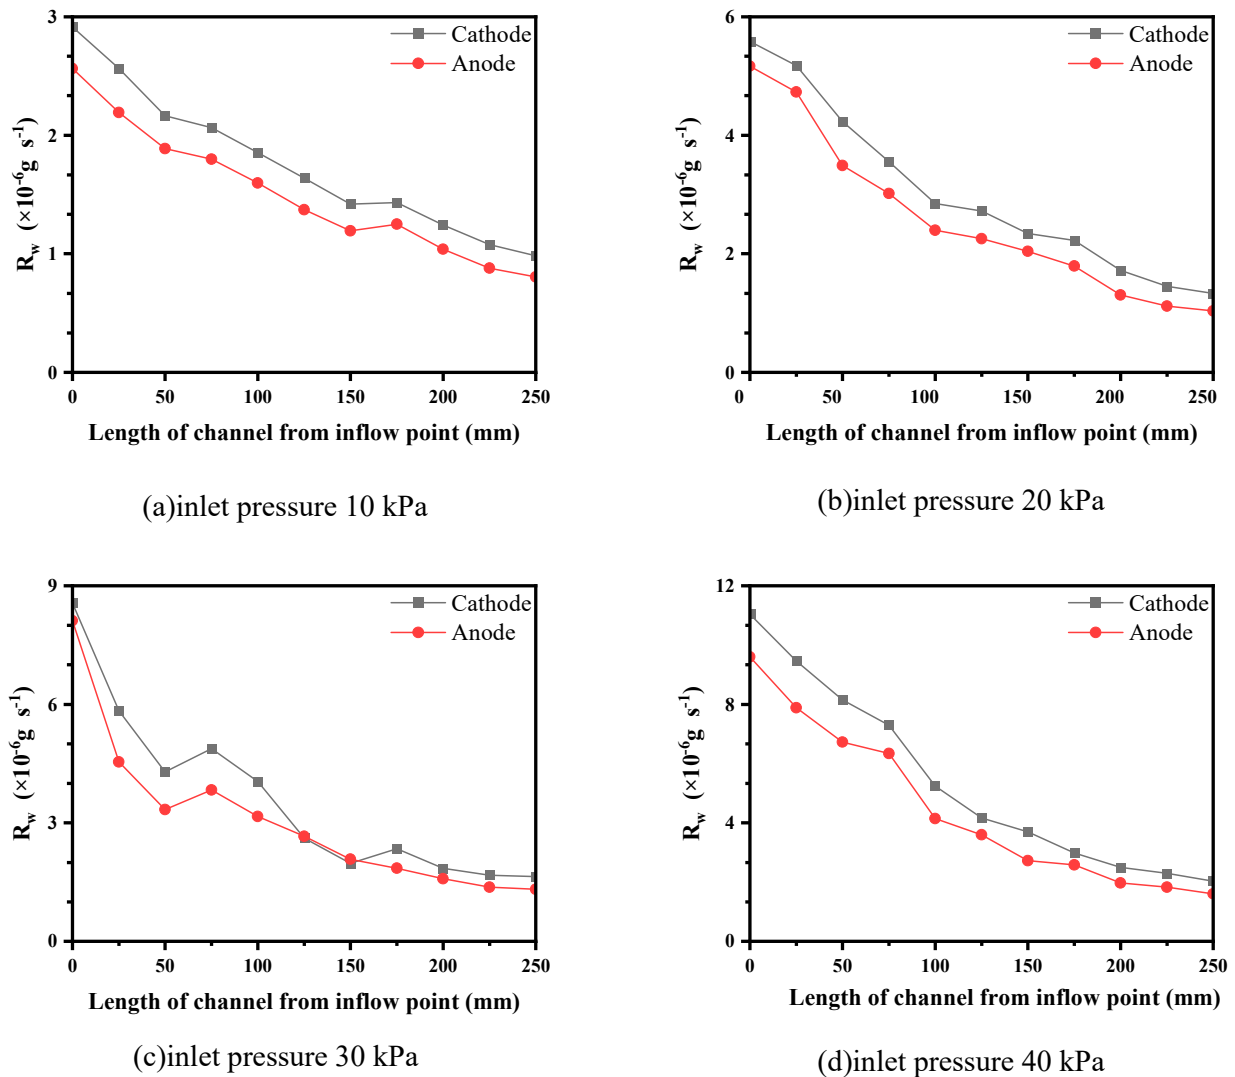 3
2
1
0
R_w (×10⁻⁶g s⁻¹)
Cathode
Anode
0 50 100 150 200 250
Length of channel from inflow point (mm)
(a)inlet pressure 10 kPa
6
4
2
0
R_w (×10⁻⁶g s⁻¹)
Cathode
Anode
0 50 100 150 200 250
Length of channel from inflow point (mm)
(b)inlet pressure 20 kPa
9
6
3
0
R_w (×10⁻⁶g s⁻¹)
Cathode
Anode
0 50 100 150 200 250
Length of channel from inflow point (mm)
(c)inlet pressure 30 kPa
12
8
4
0
R_w (×10⁻⁶g s⁻¹)
Cathode
Anode
0 50 100 150 200 250
Length of channel from inflow point (mm)
(d)inlet pressure 40 kPa